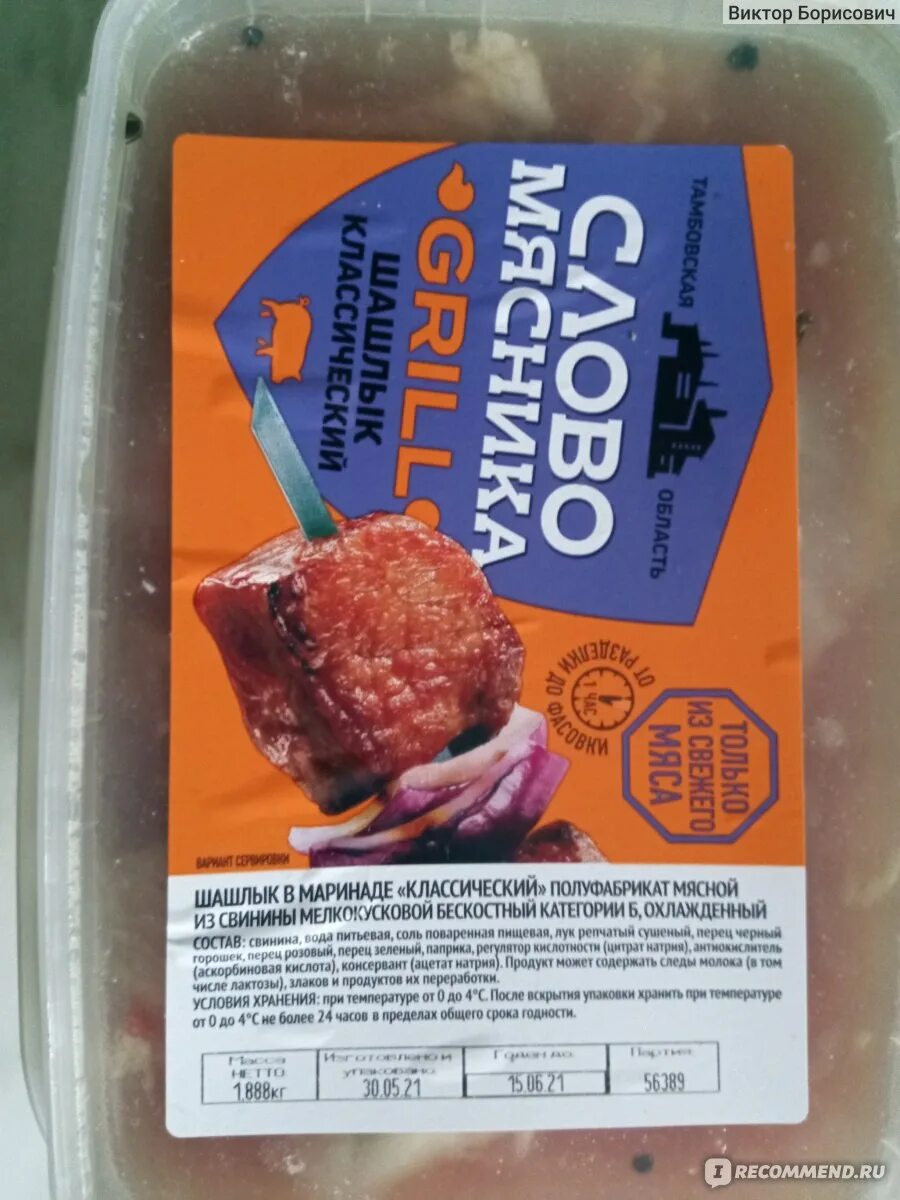 Виктор Борисович
ТАМБОВСКАЯ ОБЛАСТЬ
СЛОВО
МЯСНИКА
GRILL
ШАШЛЫК
КЛАССИЧЕСКИЙ
ОТ РАЗДЕЛКИ ДО ФАСОВКИ
1 ЧАС
ТОЛЬКО
ИЗ СВЕЖЕГО
МЯСА
ВАРИАНТ СЕРВИРОВКИ
ШАШЛЫК В МАРИНАДЕ «КЛАССИЧЕСКИЙ» ПОЛУФАБРИКАТ МЯСНОЙ
ИЗ СВИНИНЫ МЕЛКОКУСКОВОЙ БЕСКОСТНЫЙ КАТЕГОРИИ Б, ОХЛАЖДЕННЫЙ
СОСТАВ: свинина, вода питьевая, соль поваренная пищевая, лук репчатый сушеный, перец черный
горошек, перец розовый, перец зеленый, паприка, регулятор кислотности (цитрат натрия), антиокислитель
(аскорбиновая кислота), консервант (ацетат натрия). Продукт может содержать следы молока (в том
числе лактозы), злаков и продуктов их переработки.
УСЛОВИЯ ХРАНЕНИЯ: при температуре от 0 до 4°С. После вскрытия упаковки хранить при температуре
от 0 до 4°С не более 24 часов в пределах общего срока годности.
Масса НЕТТО 1.888кг
Изготовлено и упаковано 30.05.21
Годен до 15.06.21
Партия 56389
IRECOMMEND.RU